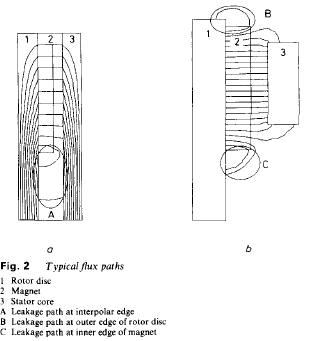 1 2 3
A
B
1 2
3
C
a b
Fig. 2 Typical flux paths
1 Rotor disc
2 Magnet
3 Stator core
A Leakage path at interpolar edge
B Leakage path at outer edge of rotor disc
C Leakage path at inner edge of magnet